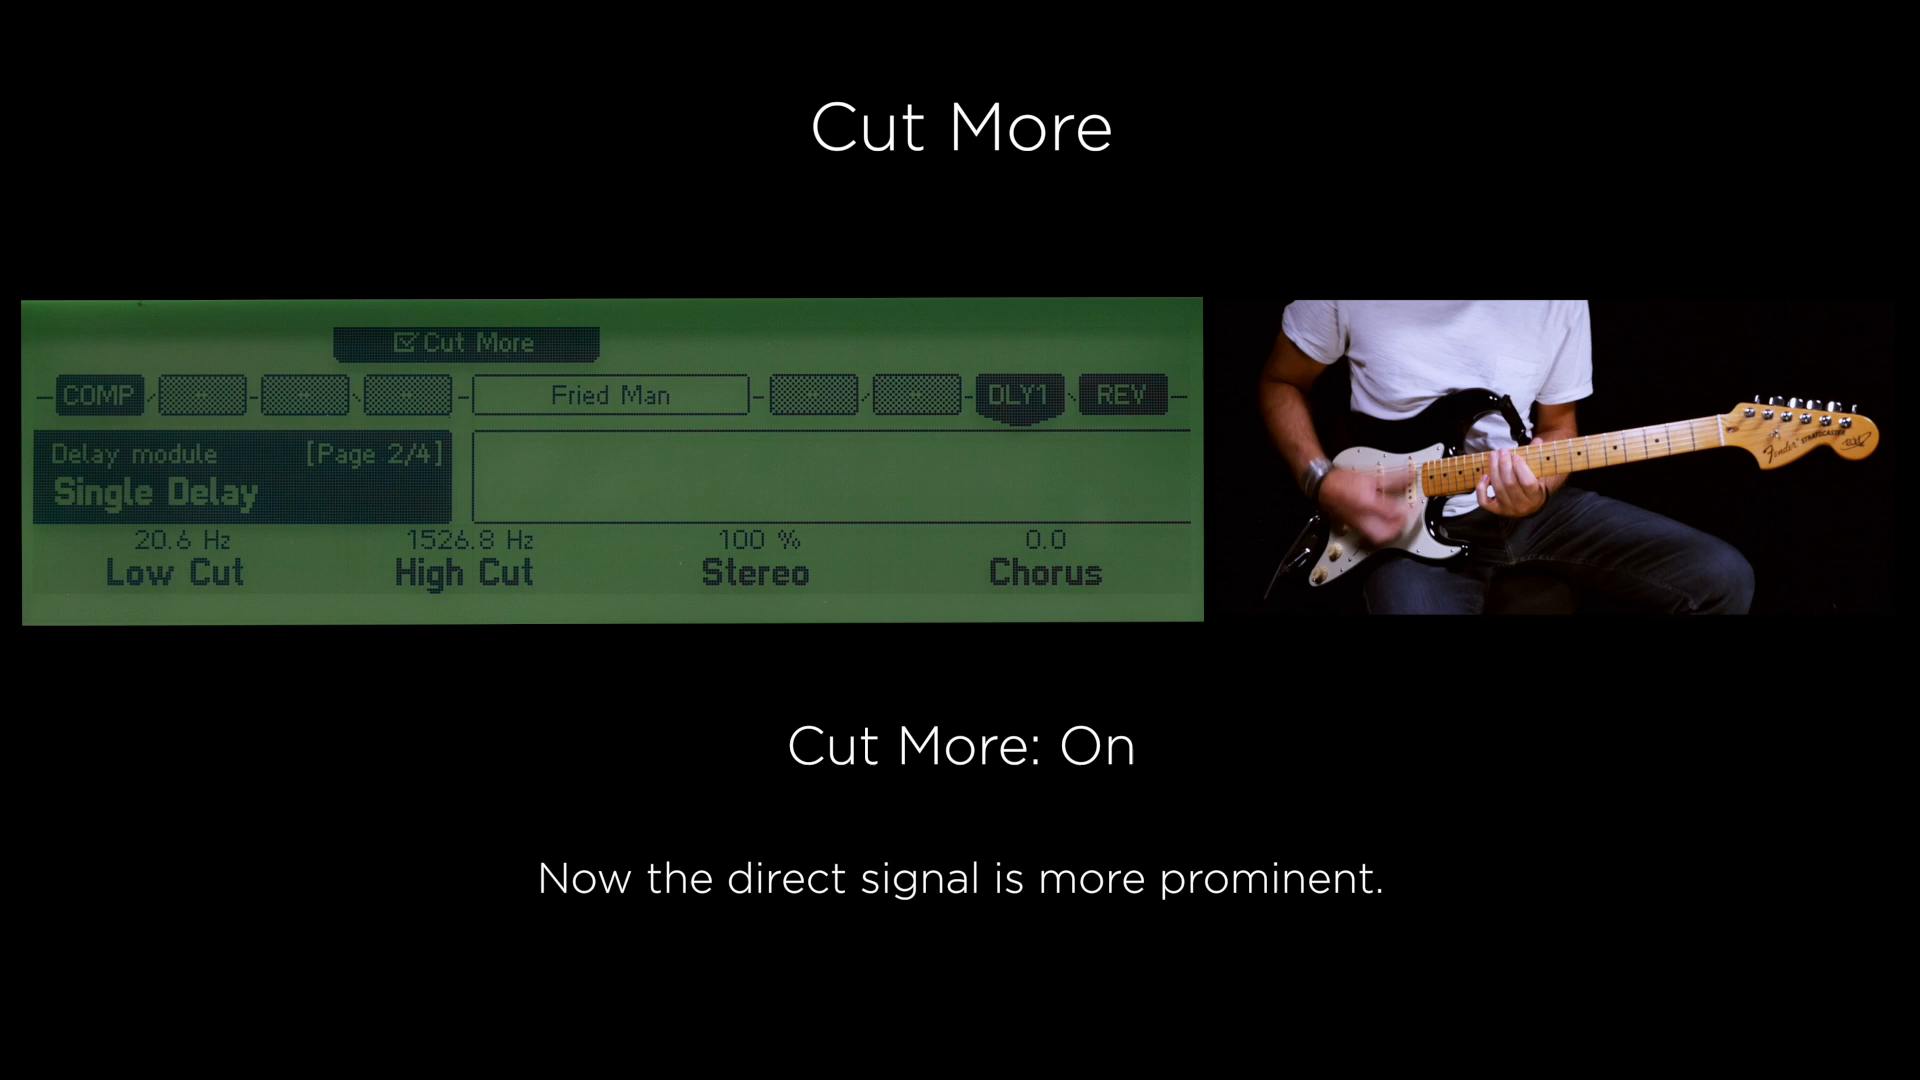 Cut More
Cut More
COMP
Fried Man
DLY1
REV
Delay module [Page 2/4]
Single Delay
20.6 Hz 1526.8 Hz 100 % 0.0
Low Cut High Cut Stereo Chorus
Fender STRATOCASTER
Cut More: On
Now the direct signal is more prominent.